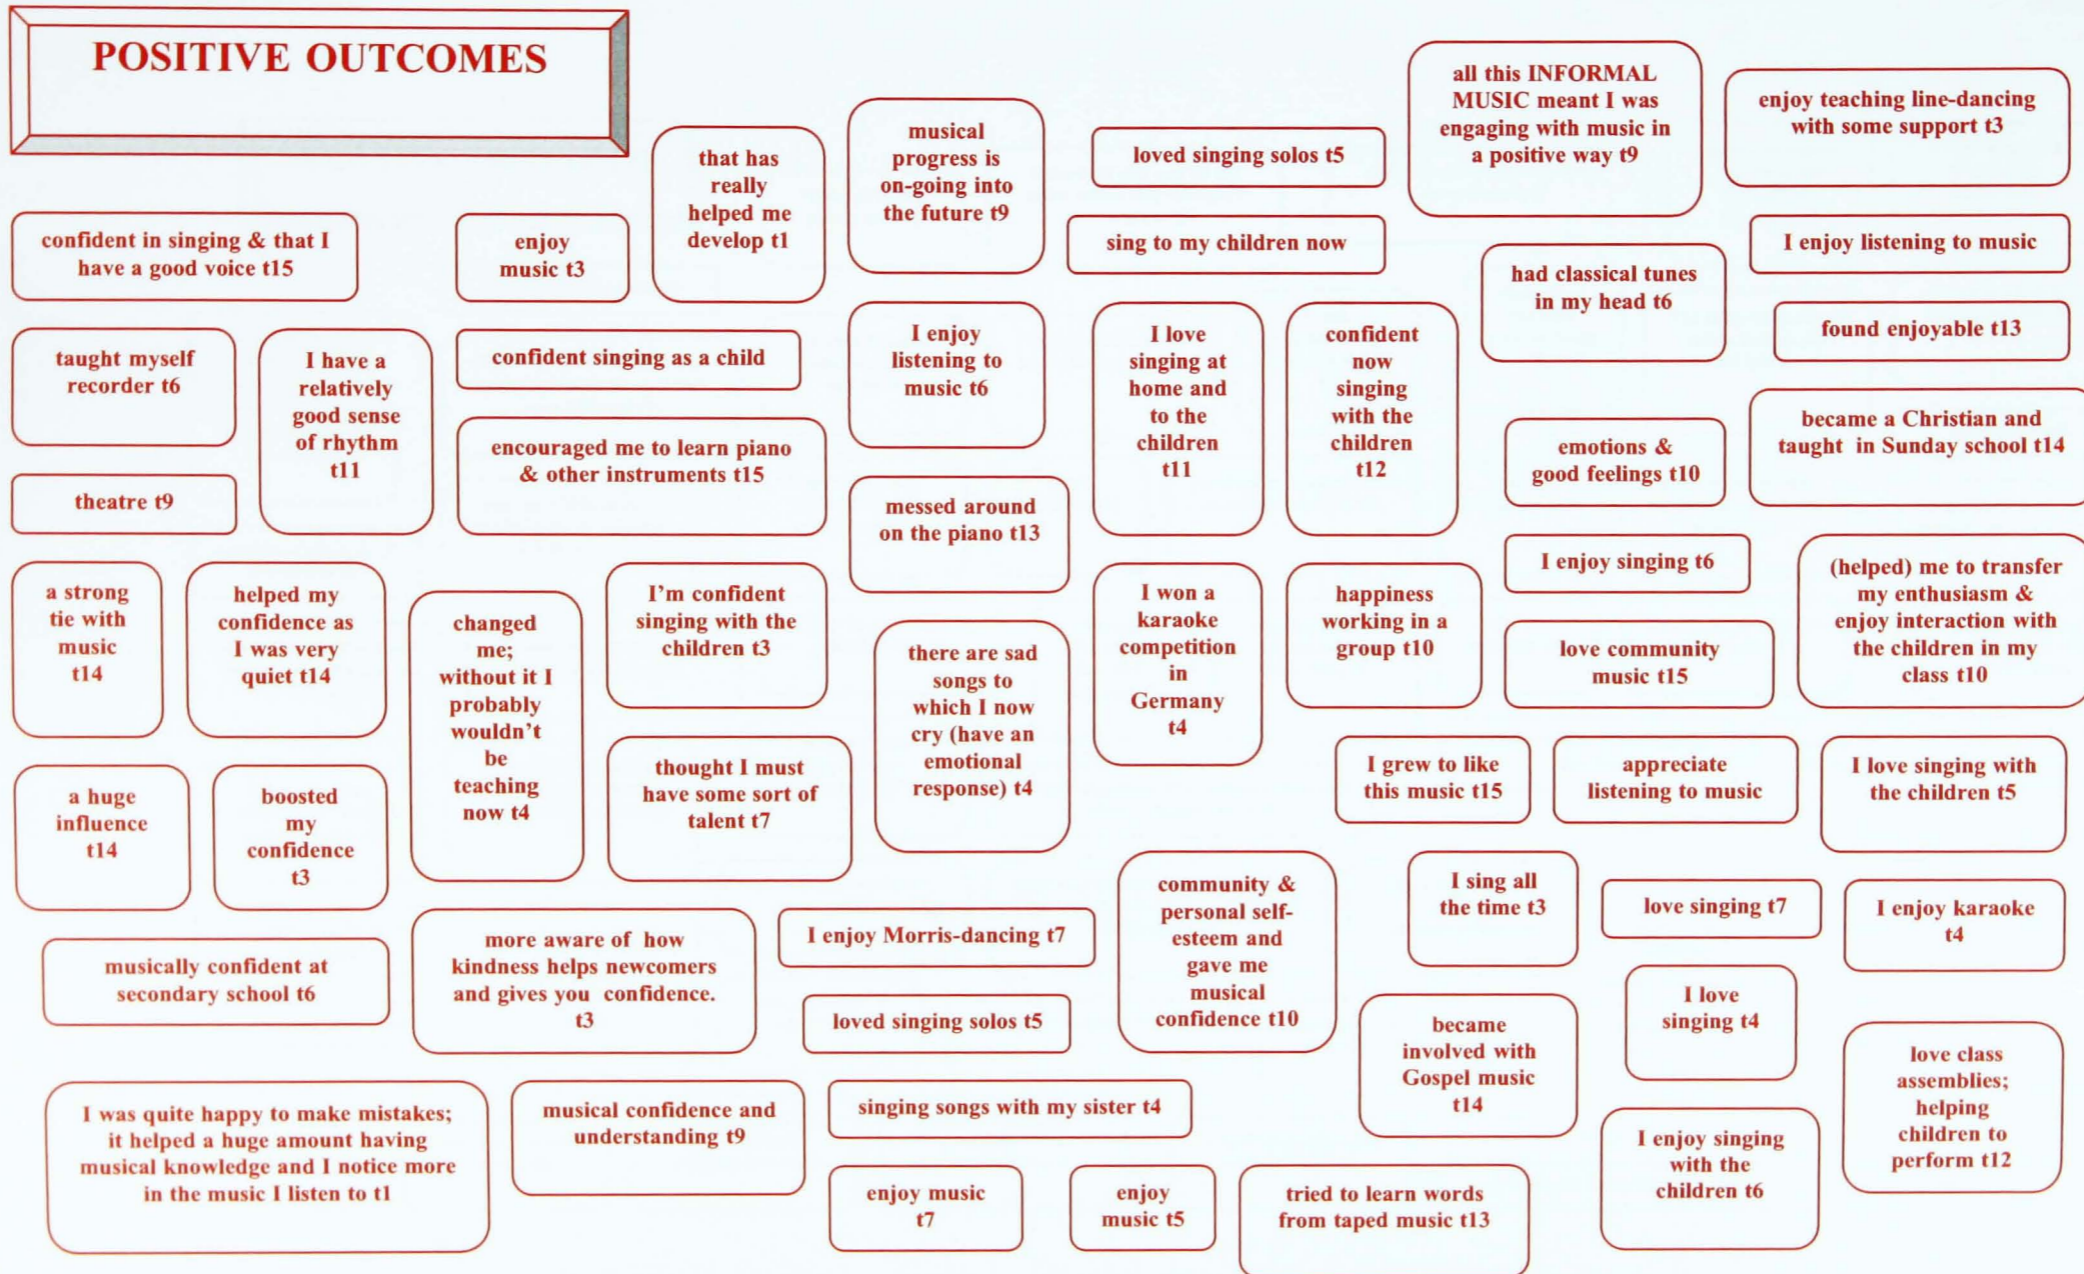 POSITIVE OUTCOMES
that has
really
helped me
develop t1
musical
progress is
on-going into
the future t9
loved singing solos t5
all this INFORMAL
MUSIC meant I was
engaging with music in
a positive way t9
enjoy teaching line-dancing
with some support t3
confident in singing & that I
have a good voice t15
enjoy
music t3
sing to my children now
had classical tunes
in my head t6
I enjoy listening to music
found enjoyable t13
taught myself
recorder t6
I have a
relatively
good sense
of rhythm
t11
confident singing as a child
I enjoy
listening to
music t6
I love
singing at
home and
to the
children
t11
confident
now
singing
with the
children
t12
became a Christian and
taught in Sunday school t14
encouraged me to learn piano
& other instruments t15
emotions &
good feelings t10
theatre t9
messed around
on the piano t13
I enjoy singing t6
(helped) me to transfer
my enthusiasm &
enjoy interaction with
the children in my
class t10
a strong
tie with
music
t14
helped my
confidence as
I was very
quiet t14
changed
me;
without it I
probably
wouldn't
be
teaching
now t4
I'm confident
singing with the
children t3
there are sad
songs to
which I now
cry (have an
emotional
response) t4
I won a
karaoke
competition
in
Germany
t4
happiness
working in a
group t10
love community
music t15
thought I must
have some sort of
talent t7
I grew to like
this music t15
appreciate
listening to music
I love singing with
the children t5
a huge
influence
t14
boosted
my
confidence
t3
community &
personal self-
esteem and
gave me
musical
confidence t10
I sing all
the time t3
love singing t7
I enjoy karaoke
t4
musically confident at
secondary school t6
more aware of how
kindness helps newcomers
and gives you confidence.
t3
I enjoy Morris-dancing t7
loved singing solos t5
became
involved with
Gospel music
t14
I love
singing t4
love class
assemblies;
helping
children to
perform t12
I was quite happy to make mistakes;
it helped a huge amount having
musical knowledge and I notice more
in the music I listen to t1
musical confidence and
understanding t9
singing songs with my sister t4
I enjoy singing
with the
children t6
enjoy music
t7
enjoy
music t5
tried to learn words
from taped music t13